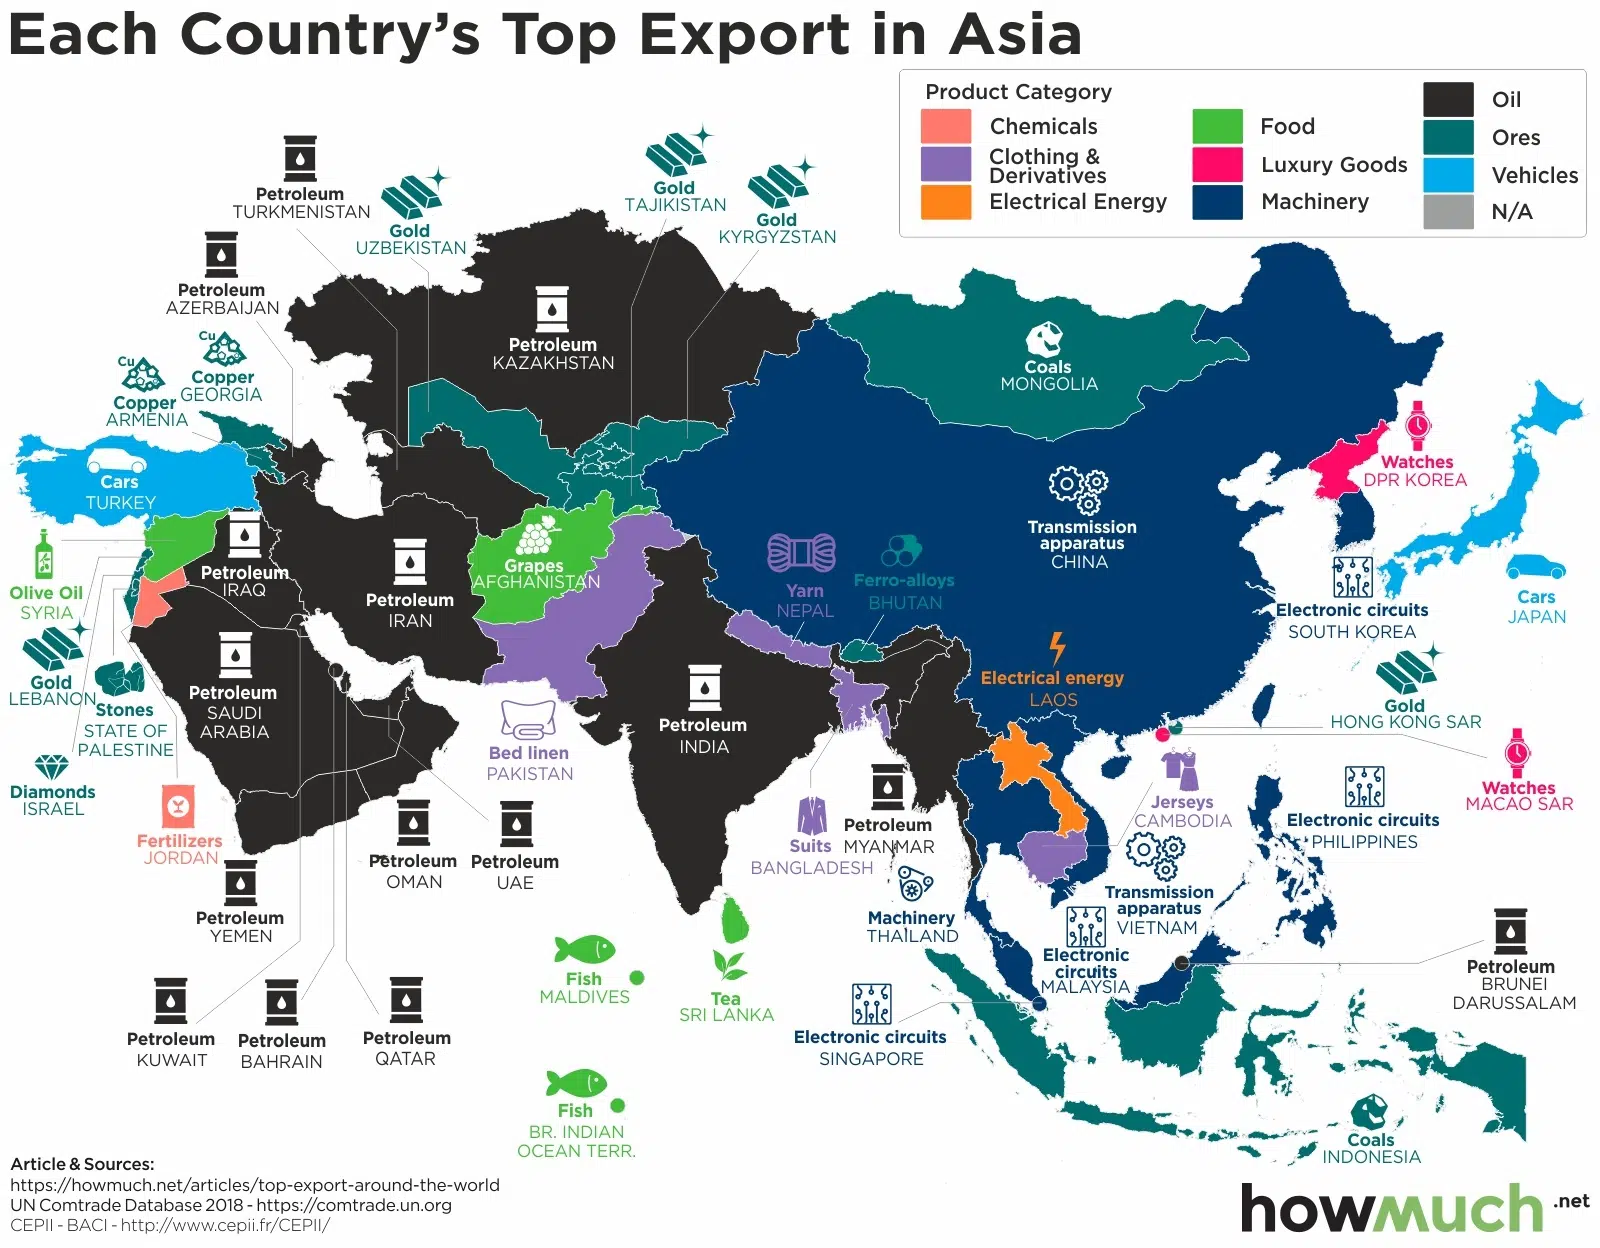 Each Country's Top Export in Asia
Product Category
Chemicals
Clothing &
Derivatives
Electrical Energy
Food
Luxury Goods
Machinery
Oil
Ores
Vehicles
N/A
Petroleum
TURKMENISTAN
Gold
UZBEKISTAN
Gold
TAJIKISTAN
Gold
KYRGYZSTAN
Petroleum
AZERBAIJAN
Petroleum
KAZAKHSTAN
Cu
Copper
GEORGIA
Cu
Copper
ARMENIA
Coals
MONGOLIA
Cars
TURKEY
Watches
DPR KOREA
Transmission
apparatus
CHINA
Grapes
AFGHANISTAN
Petroleum
IRAQ
Petroleum
IRAN
Olive Oil
SYRIA
Yarn
NEPAL
Ferro-alloys
BHUTAN
Electronic circuits
SOUTH KOREA
Cars
JAPAN
Gold
LEBANON
Stones
STATE OF
PALESTINE
Petroleum
SAUDI
ARABIA
Electrical energy
LAOS
Petroleum
INDIA
Gold
HONG KONG SAR
Bed linen
PAKISTAN
Diamonds
ISRAEL
Watches
MACAO SAR
Jerseys
CAMBODIA
Electronic circuits
PHILIPPINES
Fertilizers
JORDAN
Petroleum
OMAN
Petroleum
UAE
Suits
BANGLADESH
Petroleum
MYANMAR
Petroleum
YEMEN
Machinery
THAILAND
Transmission
apparatus
VIETNAM
Electronic
circuits
MALAYSIA
Petroleum
BRUNEI
DARUSSALAM
Fish
MALDIVES
Tea
SRI LANKA
Petroleum
KUWAIT
Petroleum
BAHRAIN
Petroleum
QATAR
Electronic circuits
SINGAPORE
Fish
BR. INDIAN
OCEAN TERR.
Coals
INDONESIA
Article & Sources:
https://howmuch.net/articles/top-export-around-the-world
UN Comtrade Database 2018 - https://comtrade.un.org
CEPII - BACI - http://www.cepii.fr/CEPII/
howmuch.net